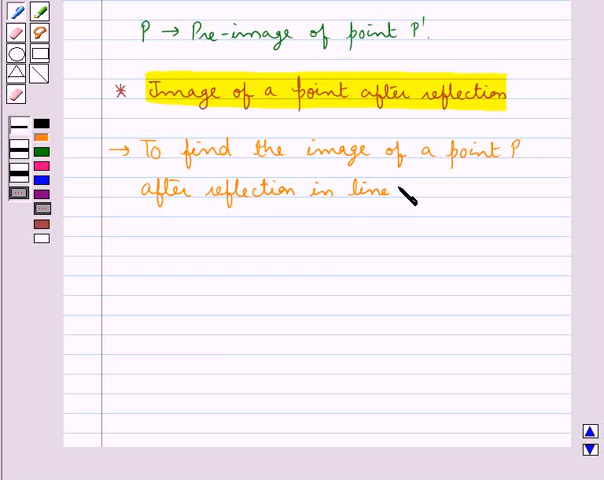 P → Pre-image of point P'.
* Image of a point after reflection
→ To find the image of a point P
after reflection in line